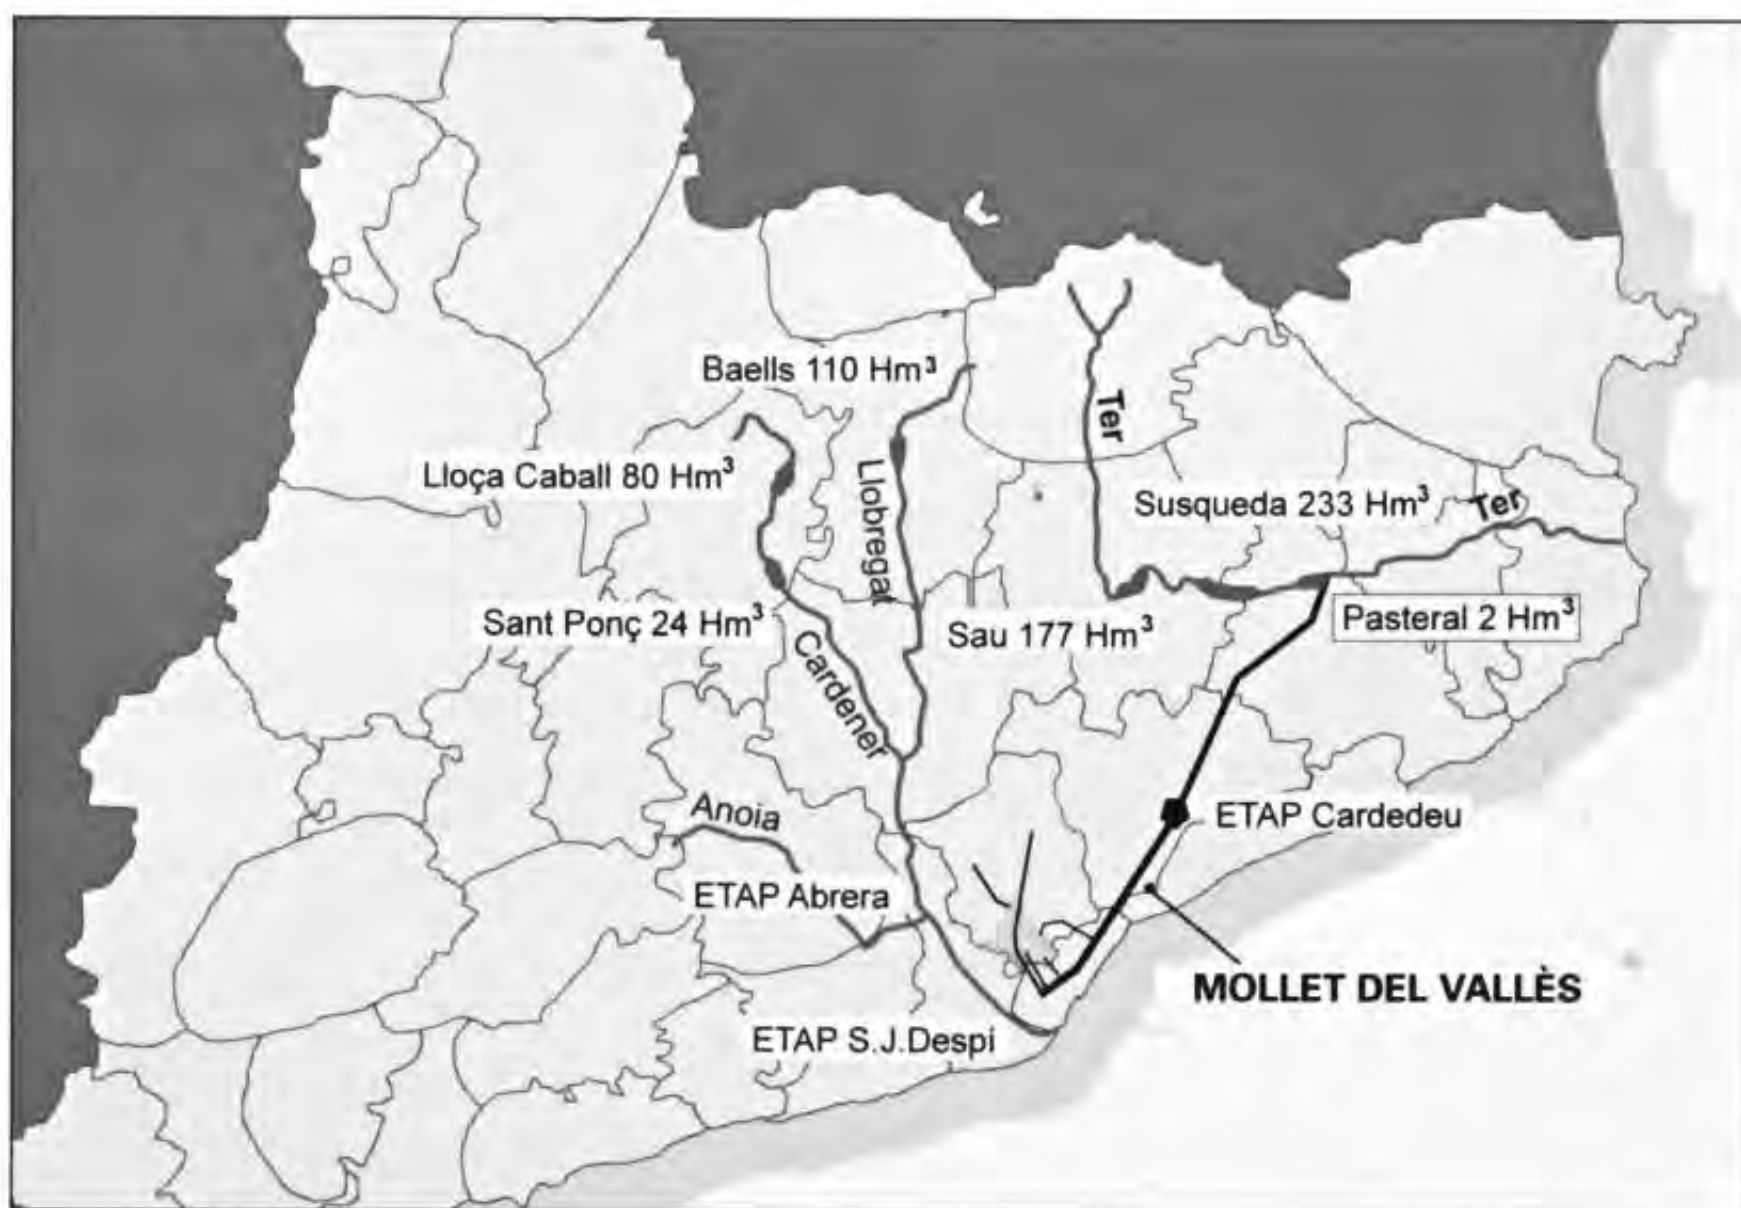 Baells 110 Hm³
Ter
Lloça Caball 80 Hm³
Llobregat
Susqueda 233 Hm³
Ter
Sant Ponç 24 Hm³
Cardener
Sau 177 Hm³
Pasteral 2 Hm³
Anoia
ETAP Cardedeu
ETAP Abrera
MOLLET DEL VALLÈS
ETAP S.J.Despí